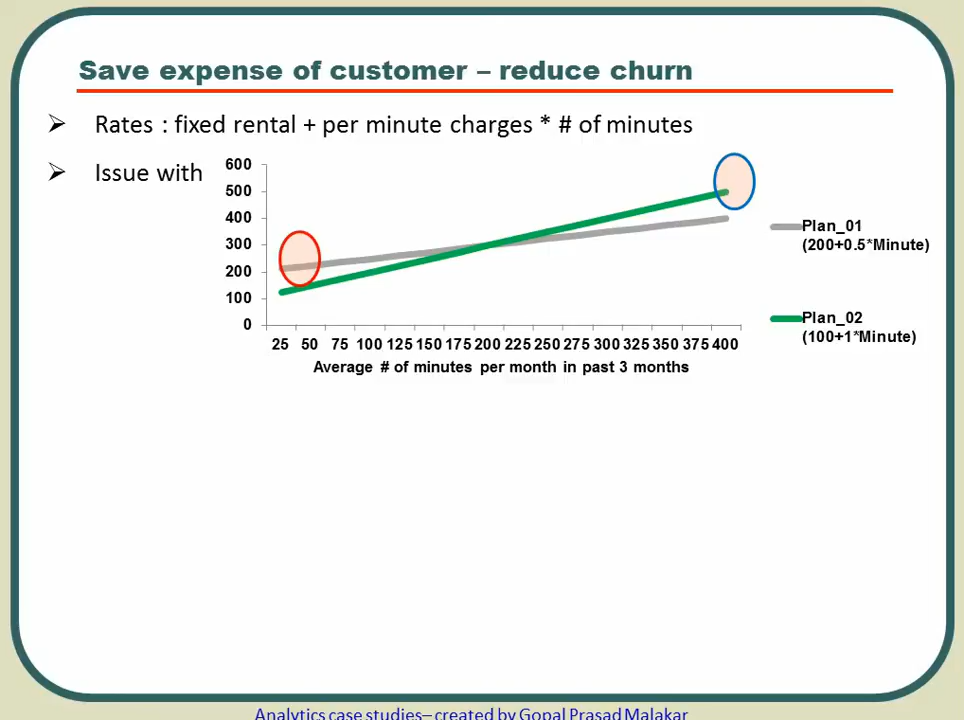 Save expense of customer – reduce churn
Rates : fixed rental + per minute charges * # of minutes
Issue with
600
500
400
300
200
100
0
25 50 75 100 125 150 175 200 225 250 275 300 325 350 375 400
Average # of minutes per month in past 3 months
Plan_01
(200+0.5*Minute)
Plan_02
(100+1*Minute)
Analytics case studies– created by Gopal Prasad Malakar